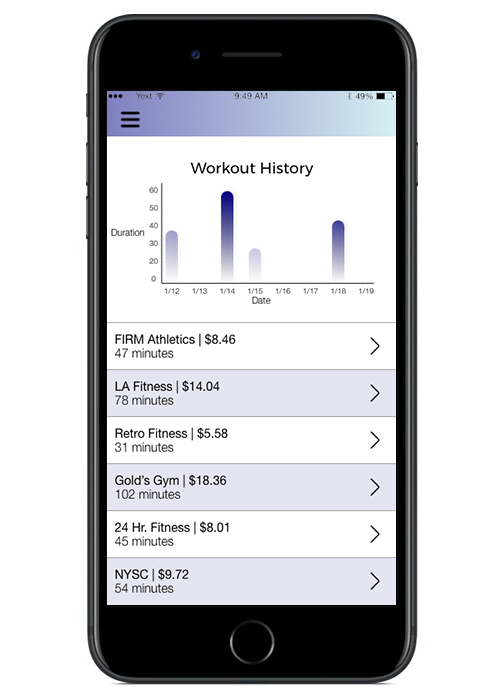 Yext 9:49 AM 49%
Workout History
60
50
40
30
20
0
Duration
1/12 1/13 1/14 1/15 1/16 1/17 1/18 1/19
Date
FIRM Athletics | $8.46
47 minutes
LA Fitness | $14.04
78 minutes
Retro Fitness | $5.58
31 minutes
Gold's Gym | $18.36
102 minutes
24 Hr. Fitness | $8.01
45 minutes
NYSC | $9.72
54 minutes